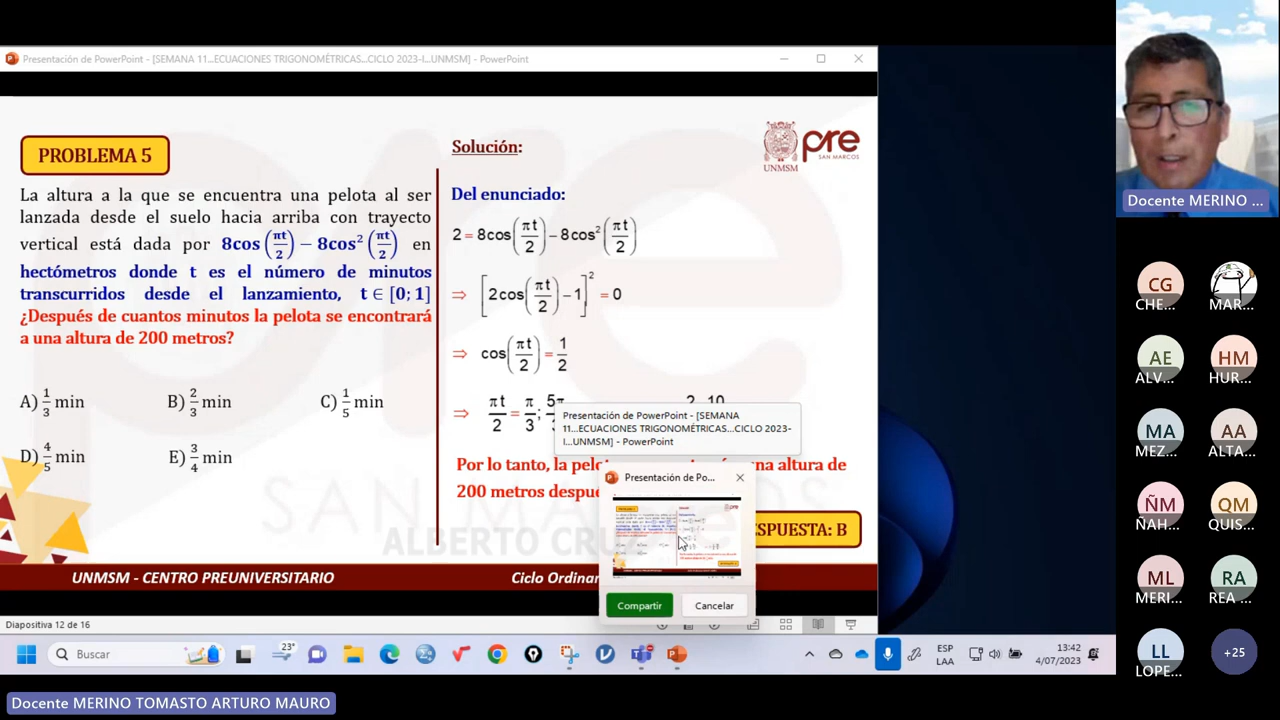 Presentación de PowerPoint - [SEMANA 11...ECUACIONES TRIGONOMÉTRICAS...CICLO 2023-I...UNMSM] - PowerPoint
PROBLEMA 5
La altura a la que se encuentra una pelota al ser
lanzada desde el suelo hacia arriba con trayecto
vertical está dada por 8cos(πt/2) − 8cos²(πt/2) en
hectómetros donde t es el número de minutos
transcurridos desde el lanzamiento, t ∈ [0; 1]
¿Después de cuantos minutos la pelota se encontrará
a una altura de 200 metros?
A) 1/3 min B) 2/3 min C) 1/5 min
D) 4/5 min E) 3/4 min
Solución:
UNMSM
pre
SAN MARCOS
Del enunciado:
2 = 8cos(πt/2) − 8cos²(πt/2)
⇒ [2cos(πt/2) − 1]² = 0
⇒ cos(πt/2) = 1/2
⇒ πt/2 = π/3;
Presentación de PowerPoint - [SEMANA
11...ECUACIONES TRIGONOMÉTRICAS...CICLO 2023-
I...UNMSM] - PowerPoint
Por lo tanto, la
altura de
200 metros
Presentación de Po...
Compartir
Cancelar
: B
UNMSM - CENTRO PREUNIVERSITARIO
Ciclo
Diapositiva 12 de 16
Buscar
23°
ESP
LAA
13:42
4/07/2023
Docente MERINO ...
CG
CHE...
MAR...
AE
ALV...
HM
HUR...
MA
MEZ...
AA
ALTA...
ÑM
ÑAH...
QM
QUIS...
ML
MERI...
RA
REA ...
LL
LOPE...
+25
Docente MERINO TOMASTO ARTURO MAURO